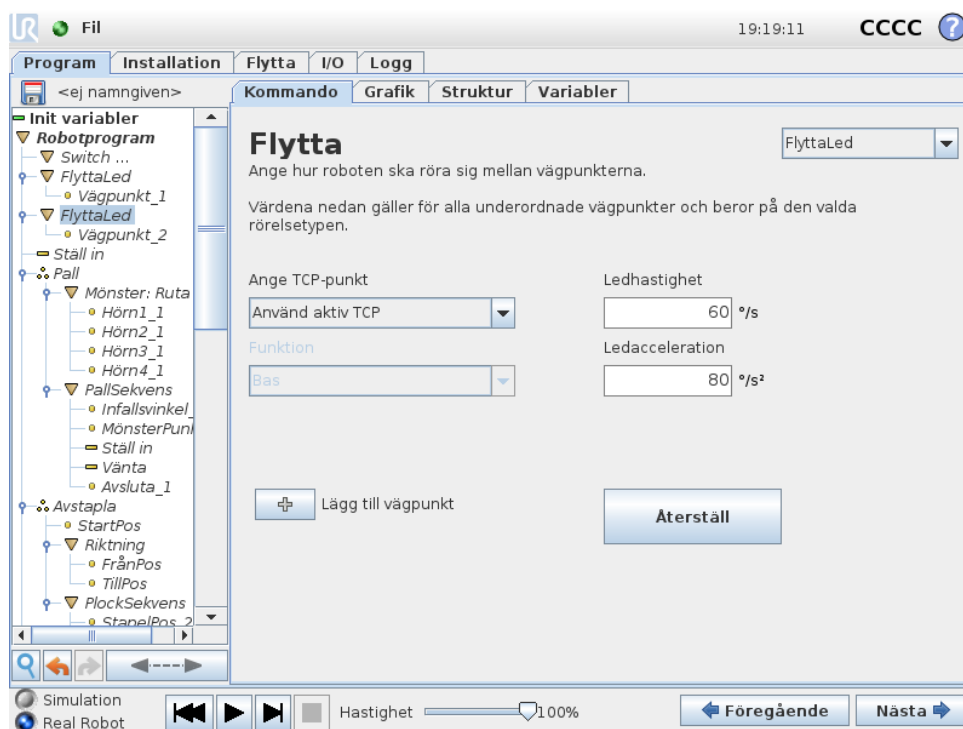 UR Fil 19:19:11 CCCC ?
Program Installation Flytta I/O Logg
<ej namngiven>
Kommando Grafik Struktur Variabler
Init variabler
Robotprogram
Switch ...
FlyttaLed
Vägpunkt_1
FlyttaLed
Vägpunkt_2
Ställ in
Pall
Mönster: Ruta
Hörn1_1
Hörn2_1
Hörn3_1
Hörn4_1
PallSekvens
Infallsvinkel_
MönsterPun
Ställ in
Vänta
Avsluta_1
Avstapla
StartPos
Riktning
FrånPos
TillPos
PlockSekvens
StapelPos_2
Flytta
FlyttaLed
Ange hur roboten ska röra sig mellan vägpunkterna.
Värdena nedan gäller för alla underordnade vägpunkter och beror på den valda
rörelsetypen.
Ange TCP-punkt
Använd aktiv TCP
Funktion
Bas
Ledhastighet
60 °/s
Ledacceleration
80 °/s²
Lägg till vägpunkt
Återställ
Simulation
Real Robot
Hastighet 100%
Föregående
Nästa